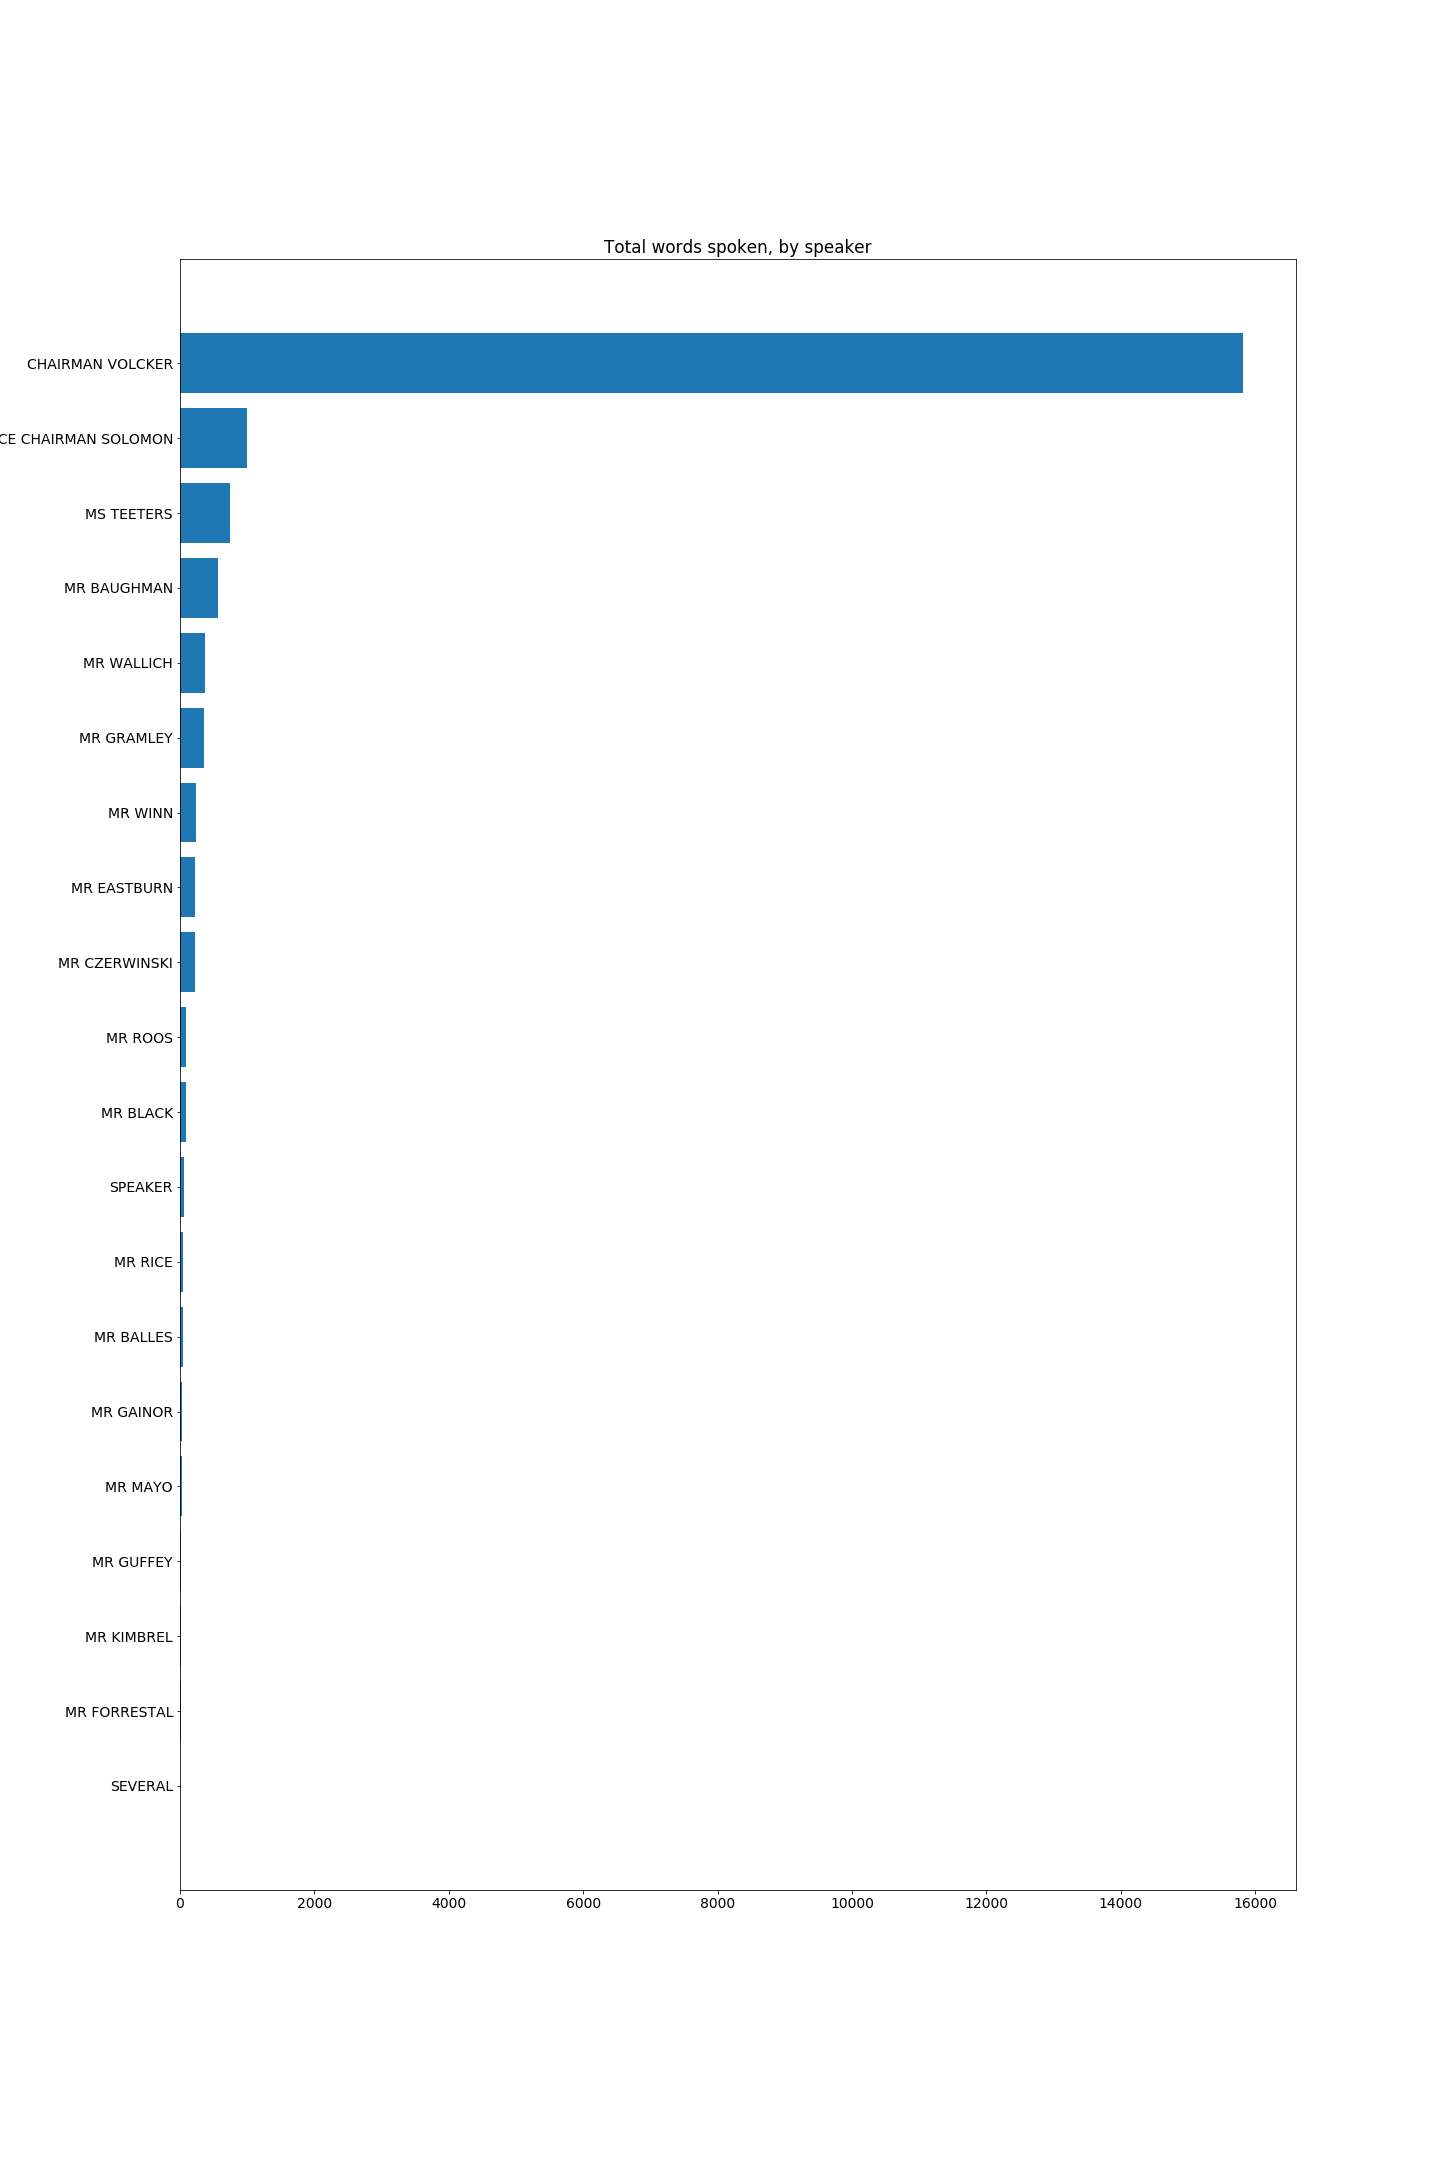 Total words spoken, by speaker
CHAIRMAN VOLCKER
CE CHAIRMAN SOLOMON
MS TEETERS
MR BAUGHMAN
MR WALLICH
MR GRAMLEY
MR WINN
MR EASTBURN
MR CZERWINSKI
MR ROOS
MR BLACK
SPEAKER
MR RICE
MR BALLES
MR GAINOR
MR MAYO
MR GUFFEY
MR KIMBREL
MR FORRESTAL
SEVERAL
0 2000 4000 6000 8000 10000 12000 14000 16000